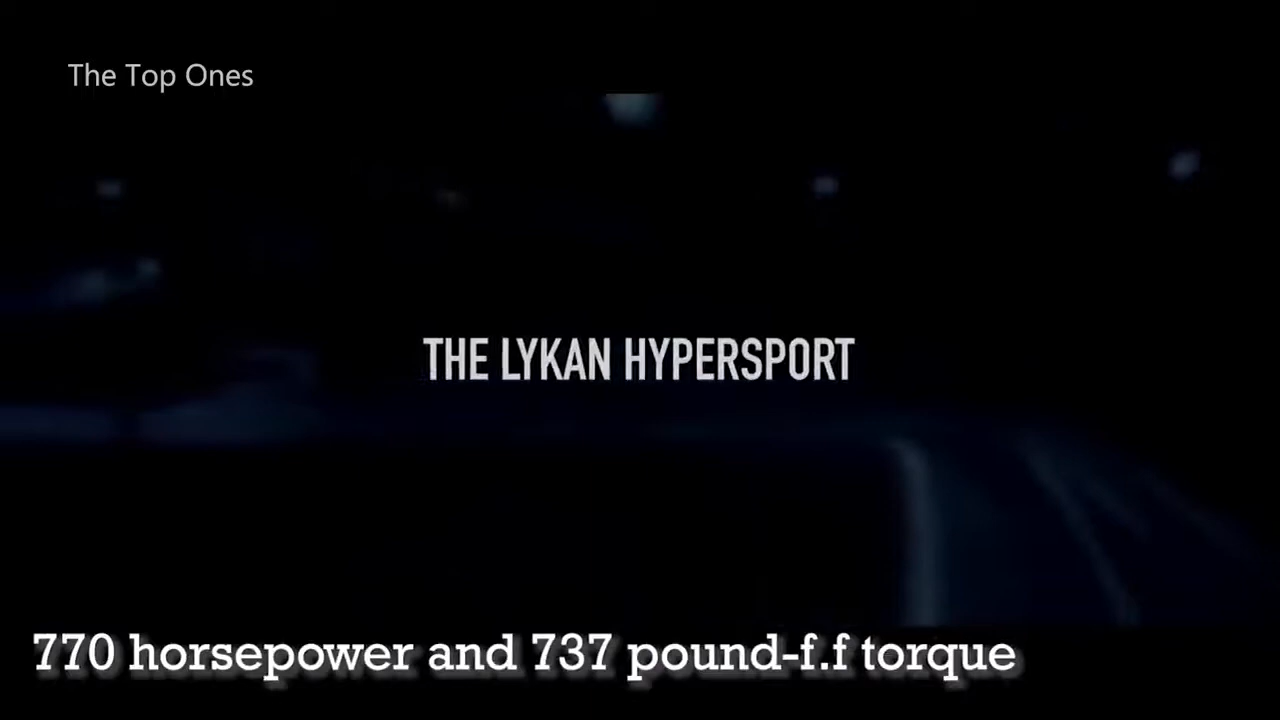 The Top Ones
THE LYKAN HYPERSPORT
770 horsepower and 737 pound-f.f torque